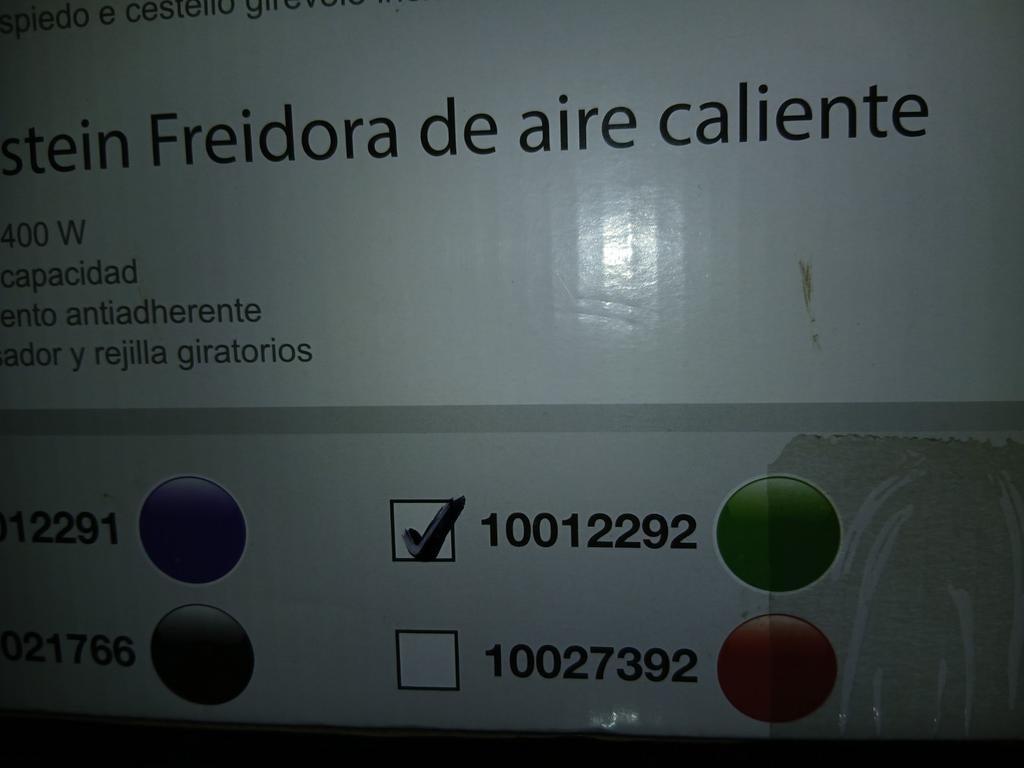 spiedo e cestello girevole
stein Freidora de aire caliente
400 W
capacidad
ento antiadherente
sador y rejilla giratorios
012291
10012292
021766
10027392